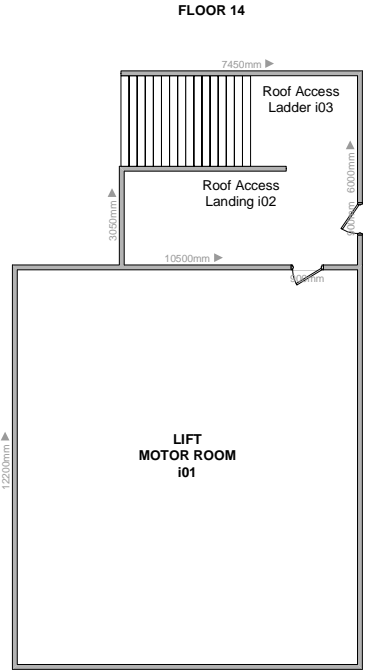 FLOOR 14
7450mm ▶
Roof Access
Ladder i03
6000mm ▶
Roof Access
Landing i02
900mm
3050mm ▶
10500mm ▶
900mm
LIFT
MOTOR ROOM
i01
12200mm ▶